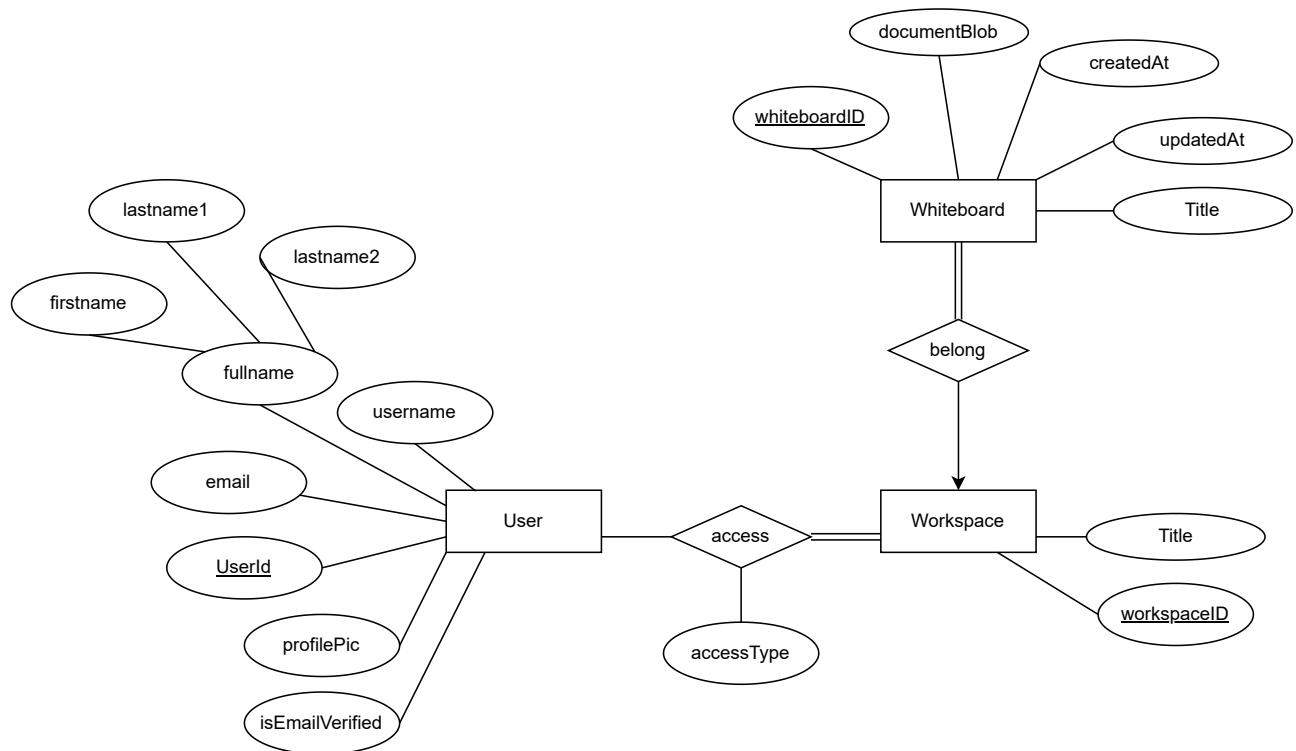 documentBlob
createdAt
whiteboardID
updatedAt
Whiteboard
Title
lastname1
lastname2
firstname
fullname
belong
username
email
User
access
Workspace
Title
UserId
workspaceID
profilePic
accessType
isEmailVerified